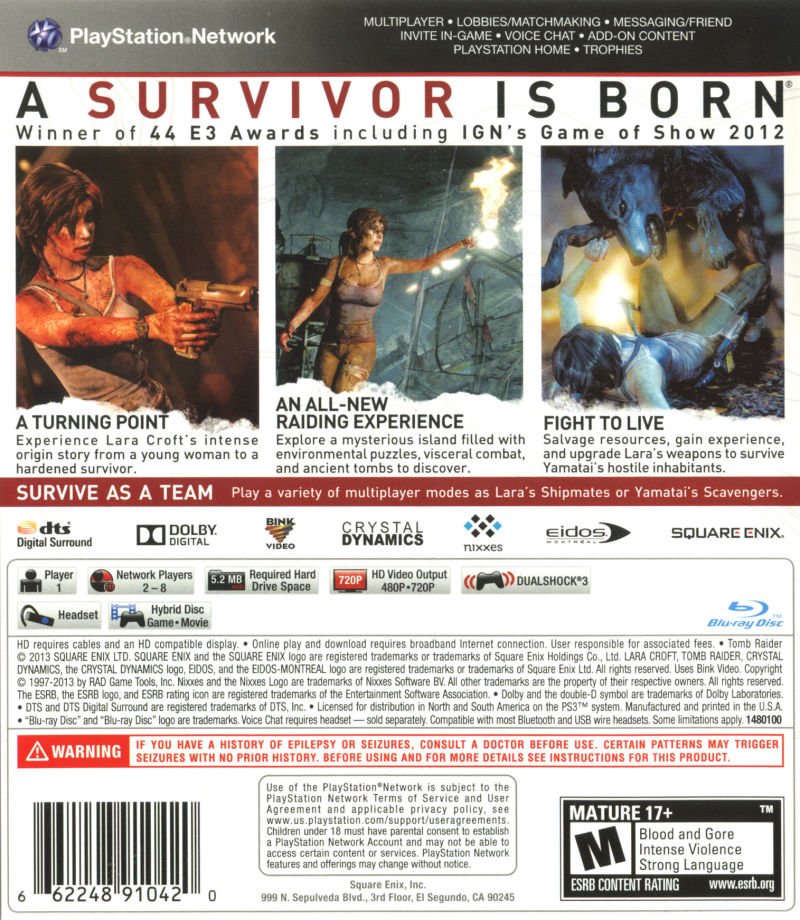 PlayStation®Network
SM
MULTIPLAYER • LOBBIES/MATCHMAKING • MESSAGING/FRIEND
INVITE IN-GAME • VOICE CHAT • ADD-ON CONTENT
PLAYSTATION HOME • TROPHIES
A SURVIVOR IS BORN®
Winner of 44 E3 Awards including IGN's Game of Show 2012
A TURNING POINT
Experience Lara Croft's intense
origin story from a young woman to a
hardened survivor.
AN ALL-NEW
RAIDING EXPERIENCE
Explore a mysterious island filled with
environmental puzzles, visceral combat,
and ancient tombs to discover.
FIGHT TO LIVE
Salvage resources, gain experience,
and upgrade Lara's weapons to survive
Yamatai's hostile inhabitants.
SURVIVE AS A TEAM Play a variety of multiplayer modes as Lara's Shipmates or Yamatai's Scavengers.
dts
Digital Surround
DOLBY
DIGITAL
BINK
VIDEO
CRYSTAL
DYNAMICS
nixxes
eidos
MONTRÉAL
SQUARE ENIX.
Player
1
Network Players
2–8
5.2 MB
Required Hard
Drive Space
720P
HD Video Output
480P•720P
DUALSHOCK®3
Headset
Hybrid Disc
Game•Movie
Blu-ray Disc™
HD requires cables and an HD compatible display. • Online play and download requires broadband Internet connection. User responsible for associated fees. • Tomb Raider
© 2013 SQUARE ENIX LTD. SQUARE ENIX and the SQUARE ENIX logo are registered trademarks or trademarks of Square Enix Holdings Co., Ltd. LARA CROFT, TOMB RAIDER, CRYSTAL
DYNAMICS, the CRYSTAL DYNAMICS logo, EIDOS, and the EIDOS-MONTREAL logo are registered trademarks or trademarks of Square Enix Ltd. All rights reserved. Uses Bink Video. Copyright
© 1997-2013 by RAD Game Tools, Inc. Nixxes and the Nixxes Logo are trademarks of Nixxes Software BV. All other trademarks are the property of their respective owners. All rights reserved.
The ESRB, the ESRB logo, and ESRB rating icon are registered trademarks of the Entertainment Software Association. • Dolby and the double-D symbol are trademarks of Dolby Laboratories.
• DTS and DTS Digital Surround are registered trademarks of DTS, Inc. • Licensed for distribution in North and South America on the PS3™ system. Manufactured and printed in the U.S.A.
• "Blu-ray Disc" and "Blu-ray Disc" logo are trademarks. Voice Chat requires headset — sold separately. Compatible with most Bluetooth and USB wire headsets. Some limitations apply. 1480100
WARNING
IF YOU HAVE A HISTORY OF EPILEPSY OR SEIZURES, CONSULT A DOCTOR BEFORE USE. CERTAIN PATTERNS MAY TRIGGER
SEIZURES WITH NO PRIOR HISTORY. BEFORE USING AND FOR MORE DETAILS SEE INSTRUCTIONS FOR THIS PRODUCT.
Use of the PlayStation®Network is subject to the
PlayStation Network Terms of Service and User
Agreement and applicable privacy policy, see
www.us.playstation.com/support/useragreements.
Children under 18 must have parental consent to establish
a PlayStation Network Account and may not be able to
access certain content or services. PlayStation Network
features and offerings may change without notice.
Square Enix, Inc.
999 N. Sepulveda Blvd., 3rd Floor, El Segundo, CA 90245
6 62248 91042 0
MATURE 17+ ™
M
Blood and Gore
Intense Violence
Strong Language
ESRB CONTENT RATING www.esrb.org